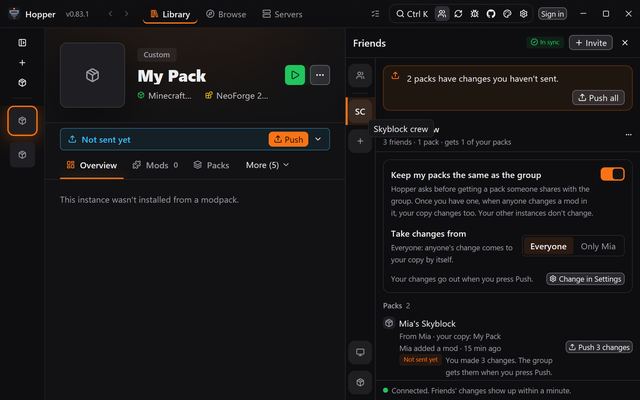 Hopper v0.83.1 Library Browse Servers Ctrl K Sign in
Friends In sync Invite
Custom
My Pack
Minecraft... NeoForge 2...
2 packs have changes you haven't sent.
Push all
SC
Skyblock crew
3 friends · 1 pack · gets 1 of your packs
Not sent yet Push
Overview Mods 0 Packs More (5)
This instance wasn't installed from a modpack.
Keep my packs the same as the group
Hopper asks before getting a pack someone shares with the
group. Once you have one, when anyone changes a mod in
it, your copy changes too. Your other instances don't change.
Take changes from
Everyone: anyone's change comes to
your copy by itself.
Everyone Only Mia
Your changes go out when you press Push.
Change in Settings
Packs 2
Mia's Skyblock
From Mia · your copy: My Pack
Mia added a mod · 15 min ago
Push 3 changes
Not sent yet You made 3 changes. The group
gets them when you press Push.
Connected. Friends' changes show up within a minute.